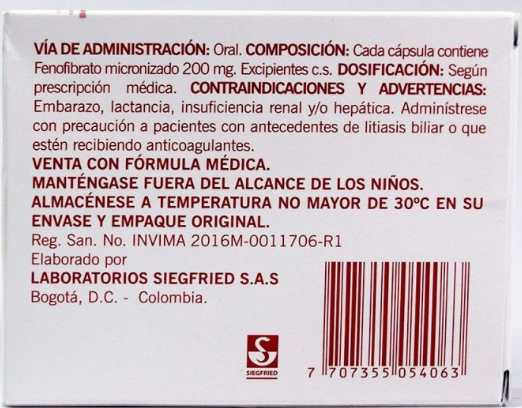 VÍA DE ADMINISTRACIÓN: Oral. COMPOSICIÓN: Cada cápsula contiene
Fenofibrato micronizado 200 mg. Excipientes c.s. DOSIFICACIÓN: Según
prescripción médica. CONTRAINDICACIONES Y ADVERTENCIAS:
Embarazo, lactancia, insuficiencia renal y/o hepática. Adminístrese
con precaución a pacientes con antecedentes de litiasis biliar o que
estén recibiendo anticoagulantes.
VENTA CON FÓRMULA MÉDICA.
MANTÉNGASE FUERA DEL ALCANCE DE LOS NIÑOS.
ALMACÉNESE A TEMPERATURA NO MAYOR DE 30ºC EN SU
ENVASE Y EMPAQUE ORIGINAL.
Reg. San. No. INVIMA 2016M-0011706-R1
Elaborado por
LABORATORIOS SIEGFRIED S.A.S
Bogotá, D.C. - Colombia.
SIEGFRIED
7 707355 054063